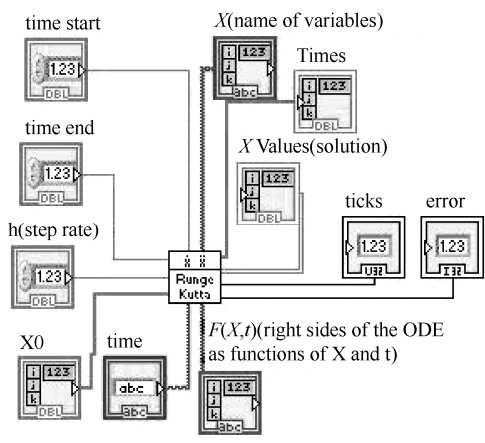 time start
X(name of variables)
1.23
DBL
i
j
k
123
abc
Times
i
j
k
123
DBL
time end
1.23
DBL
X Values(solution)
i
j
k
123
DBL
h(step rate)
1.23
DBL
Runge
Kutta
ticks
1.23
U32
error
1.23
I32
X0
i
j
k
123
DBL
time
abc
abc
F(X,t)(right sides of the ODE
as functions of X and t)
i
j
k
123
abc